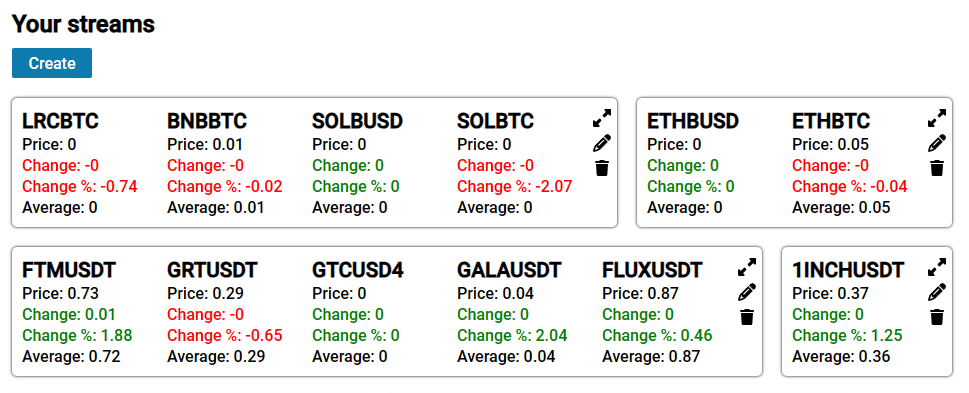 Your streams
Create
LRCBTC
Price: 0
Change: -0
Change %: -0.74
Average: 0
BNBBTC
Price: 0.01
Change: -0
Change %: -0.02
Average: 0.01
SOLBUSD
Price: 0
Change: 0
Change %: 0
Average: 0
SOLBTC
Price: 0
Change: -0
Change %: -2.07
Average: 0
ETHBUSD
Price: 0
Change: 0
Change %: 0
Average: 0
ETHBTC
Price: 0.05
Change: -0
Change %: -0.04
Average: 0.05
FTMUSDT
Price: 0.73
Change: 0.01
Change %: 1.88
Average: 0.72
GRTUSDT
Price: 0.29
Change: -0
Change %: -0.65
Average: 0.29
GTCUSD4
Price: 0
Change: 0
Change %: 0
Average: 0
GALAUSDT
Price: 0.04
Change: 0
Change %: 2.04
Average: 0.04
FLUXUSDT
Price: 0.87
Change: 0
Change %: 0.46
Average: 0.87
1INCHUSDT
Price: 0.37
Change: 0
Change %: 1.25
Average: 0.36